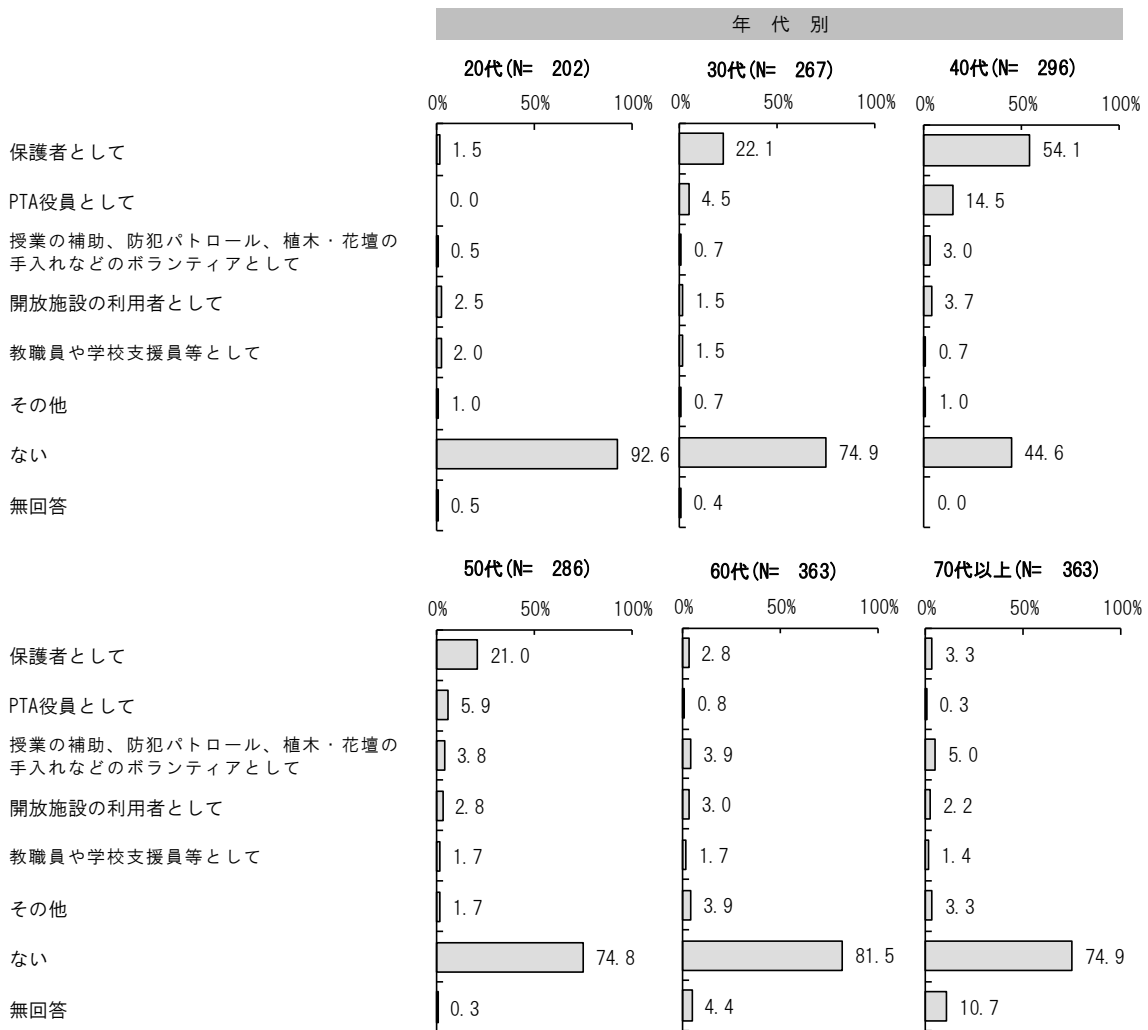 年 代 別
20代(N= 202) 30代(N= 267) 40代(N= 296)
0% 50% 100% 0% 50% 100% 0% 50% 100%
保護者として 1.5 22.1 54.1
PTA役員として 0.0 4.5 14.5
授業の補助、防犯パトロール、植木・花壇の
手入れなどのボランティアとして 0.5 0.7 3.0
開放施設の利用者として 2.5 1.5 3.7
教職員や学校支援員等として 2.0 1.5 0.7
その他 1.0 0.7 1.0
ない 92.6 74.9 44.6
無回答 0.5 0.4 0.0
50代(N= 286) 60代(N= 363) 70代以上(N= 363)
0% 50% 100% 0% 50% 100% 0% 50% 100%
保護者として 21.0 2.8 3.3
PTA役員として 5.9 0.8 0.3
授業の補助、防犯パトロール、植木・花壇の
手入れなどのボランティアとして 3.8 3.9 5.0
開放施設の利用者として 2.8 3.0 2.2
教職員や学校支援員等として 1.7 1.7 1.4
その他 1.7 3.9 3.3
ない 74.8 81.5 74.9
無回答 0.3 4.4 10.7